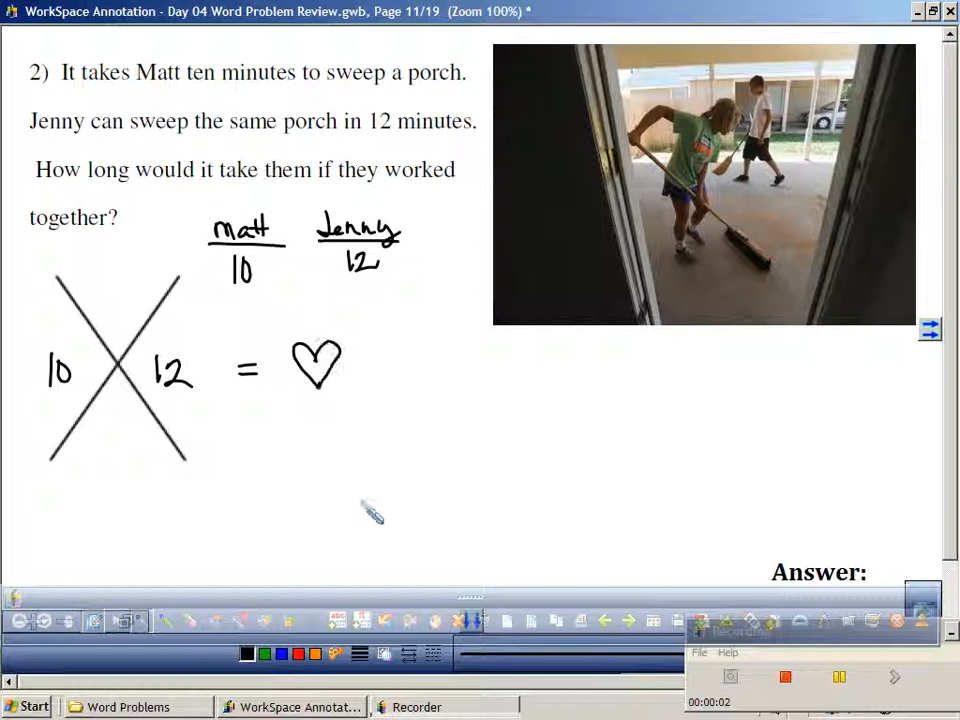 WorkSpace Annotation - Day 04 Word Problem Review.gwb, Page 11/19  (Zoom 100%) *
2) It takes Matt ten minutes to sweep a porch.
Jenny can sweep the same porch in 12 minutes.
How long would it take them if they worked
together?
Matt Jenny
10 12
10 12 = ♡
Answer:
File Help
00:00:02
Start Word Problems WorkSpace Annotat... Recorder